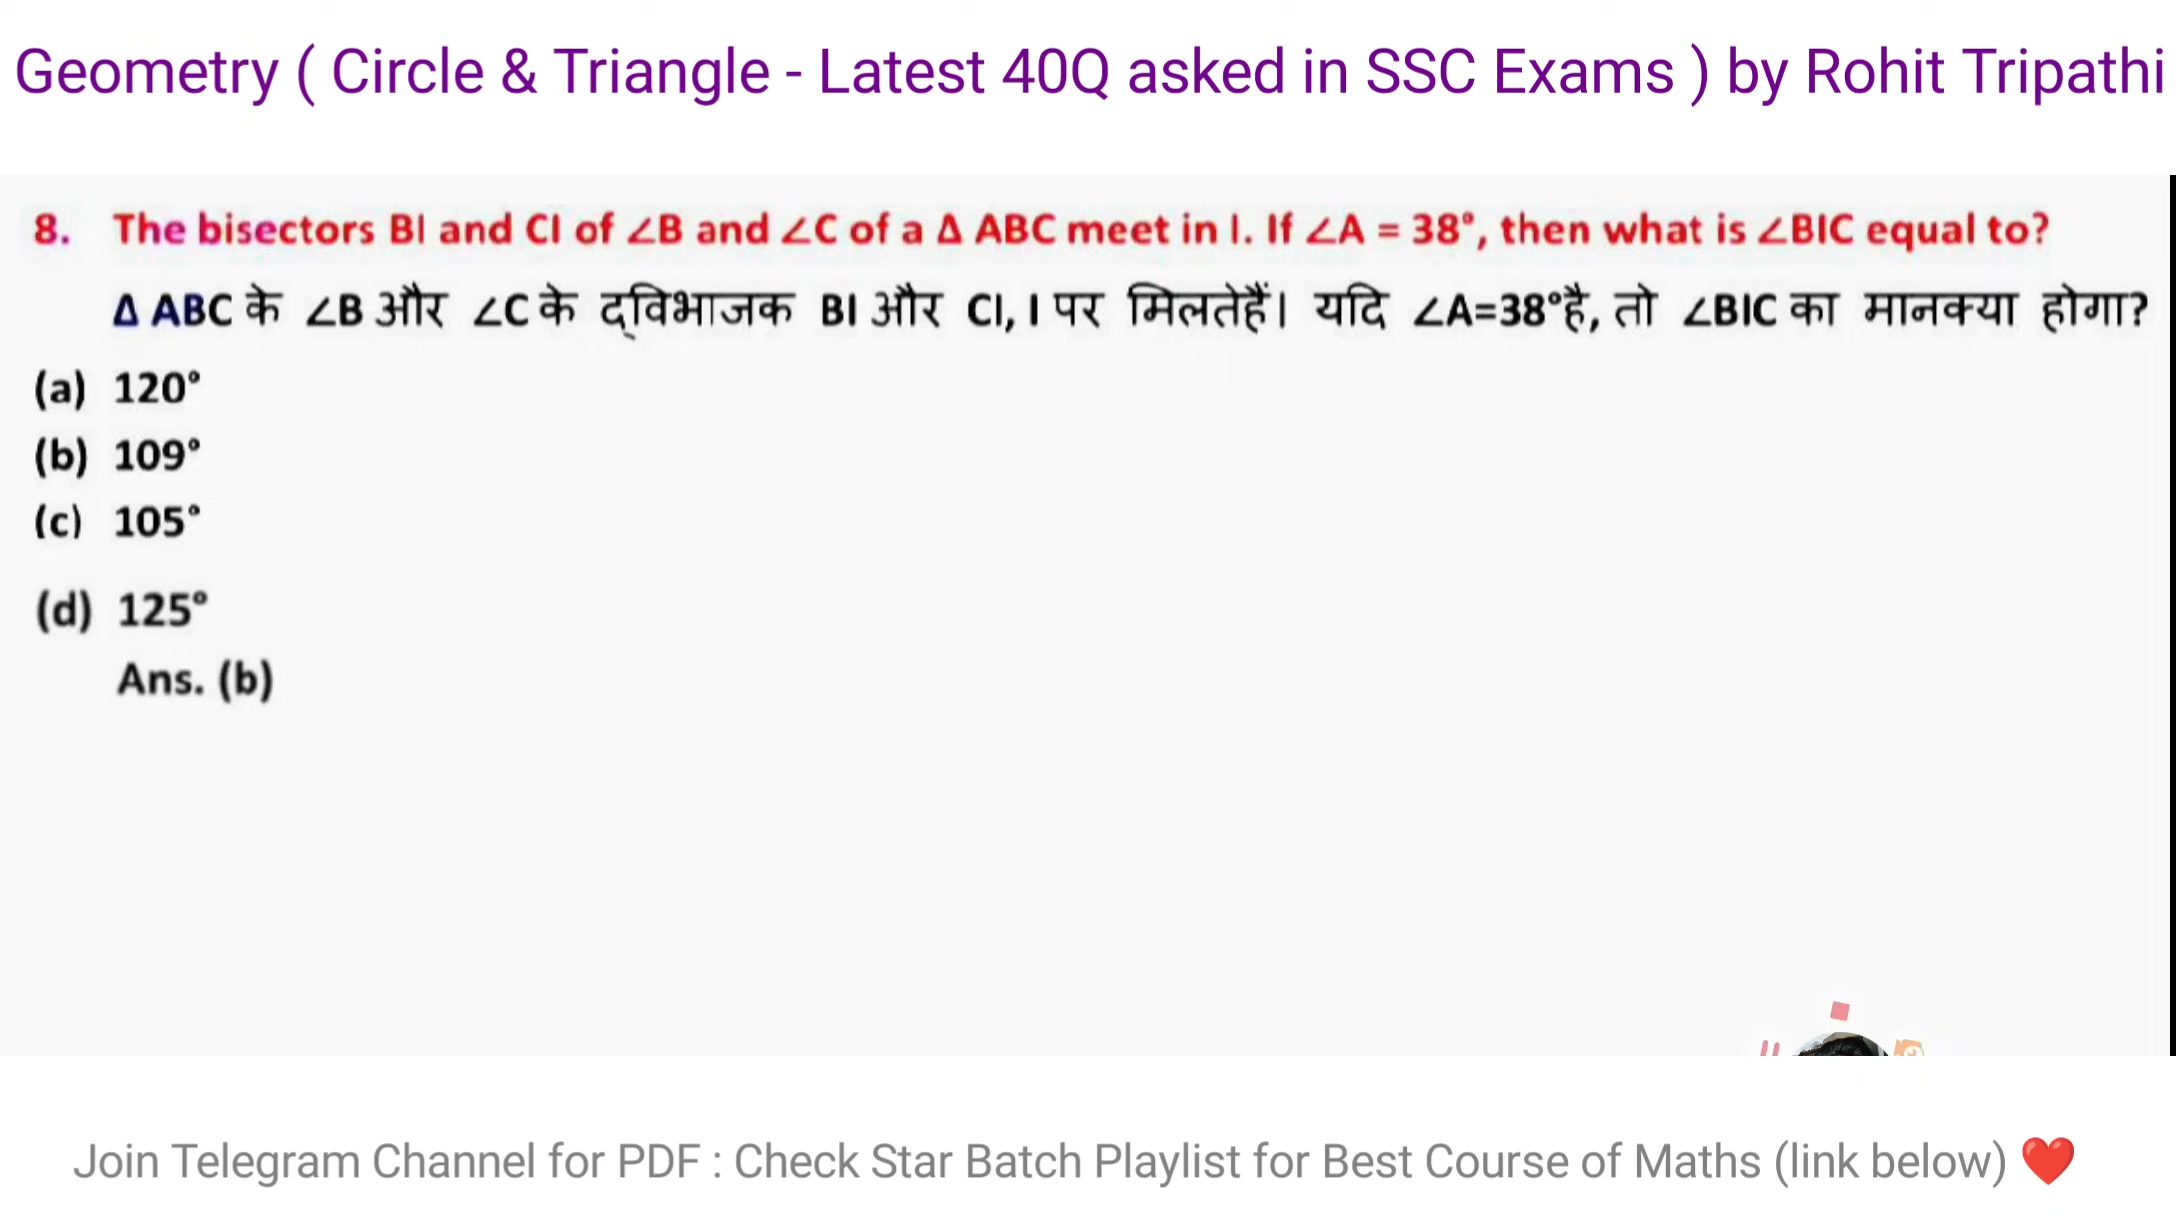 Geometry ( Circle & Triangle - Latest 40Q asked in SSC Exams ) by Rohit Tripathi
8. The bisectors BI and CI of ∠B and ∠C of a Δ ABC meet in I. If ∠A = 38°, then what is ∠BIC equal to?
Δ ABC के ∠B और ∠C के द्विभाजक BI और CI, I पर मिलतेहैं। यदि ∠A=38°है, तो ∠BIC का मानक्या होगा?
(a) 120°
(b) 109°
(c) 105°
(d) 125°
Ans. (b)
Join Telegram Channel for PDF : Check Star Batch Playlist for Best Course of Maths (link below) ❤️